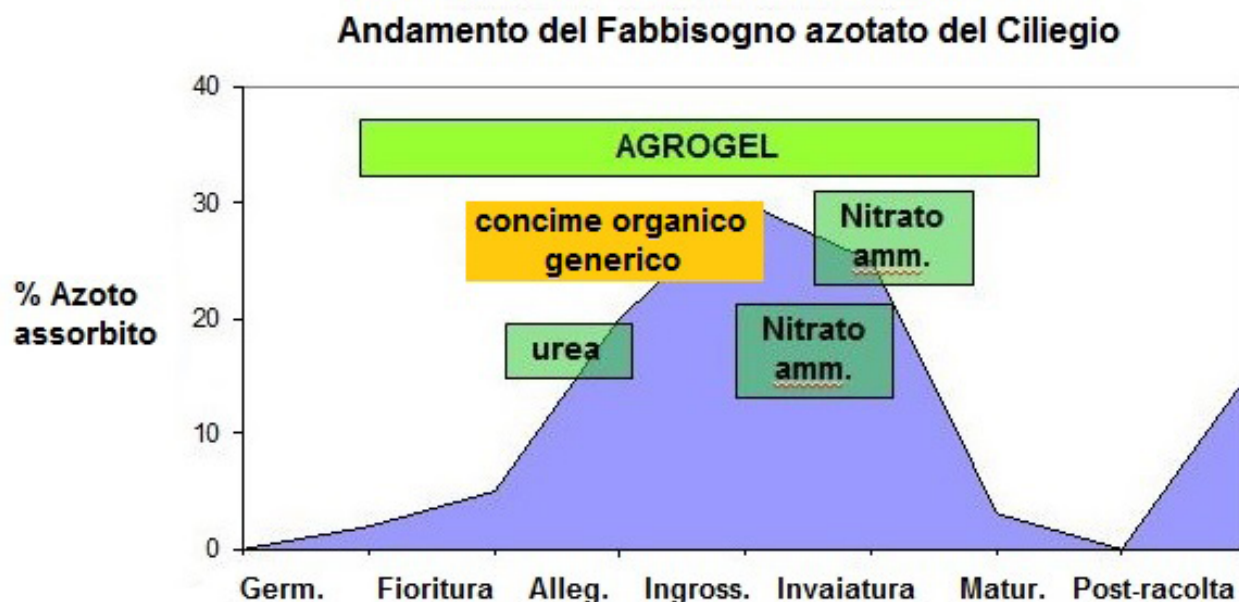 Andamento del Fabbisogno azotato del Ciliegio
40
AGROGEL
30
concime organico
generico
Nitrato
amm.
% Azoto
assorbito
20
urea
Nitrato
amm.
10
0
Germ. Fioritura Alleg. Ingross. Invaiatura Matur. Post-racolta